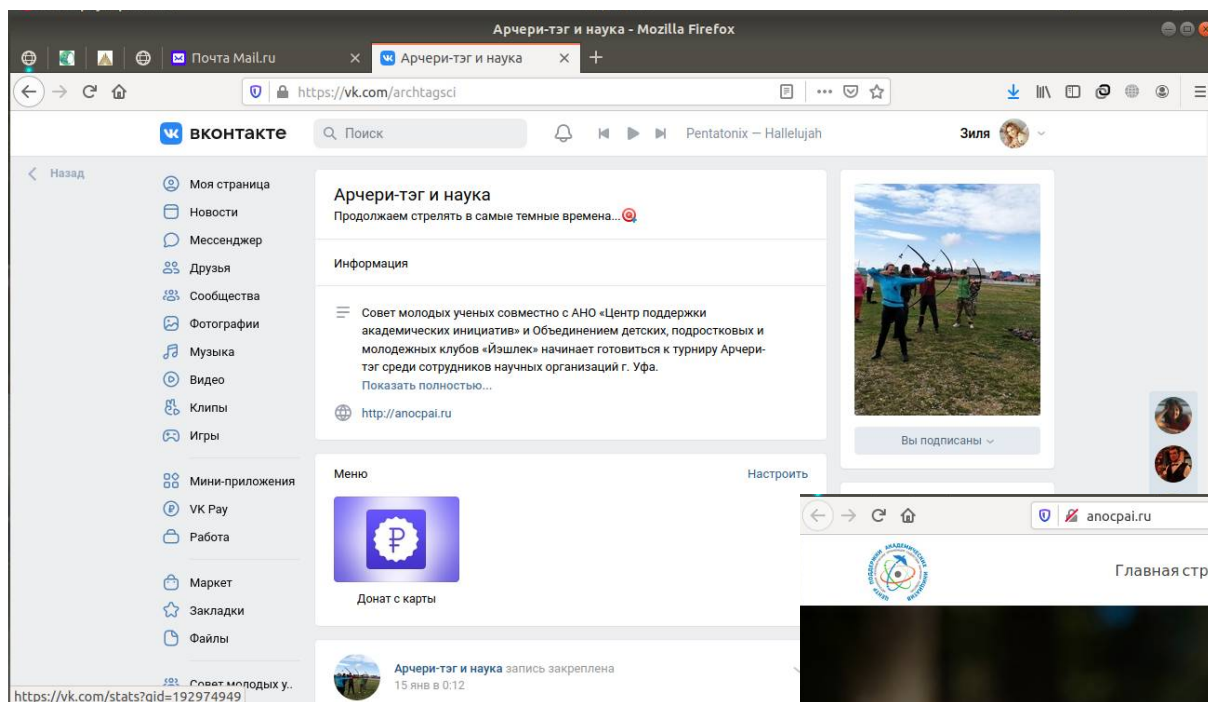 Арчери-тэг и наука - Mozilla Firefox
Почта Mail.ru
Арчери-тэг и наука
https://vk.com/archtagsci
вконтакте
Поиск
Pentatonix — Hallelujah
Зиля
Назад
Моя страница
Новости
Мессенджер
Друзья
Сообщества
Фотографии
Музыка
Видео
Клипы
Игры
Мини-приложения
VK Pay
Работа
Маркет
Закладки
Файлы
Совет молодых у..
https://vk.com/stats?gid=192974949
Арчери-тэг и наука
Продолжаем стрелять в самые темные времена...
Информация
Совет молодых ученых совместно с АНО «Центр поддержки
академических инициатив» и Объединением детских, подростковых и
молодежных клубов «Йэшлек» начинает готовиться к турниру Арчери-
тэг среди сотрудников научных организаций г. Уфа.
Показать полностью...
http://anocpai.ru
Меню
Настроить
Донат с карты
Арчери-тэг и наука запись закреплена
15 янв в 0:12
Вы подписаны
anocpai.ru
ЦЕНТР ПОДДЕРЖКИ АКАДЕМИЧЕСКИХ ИНИЦИАТИВ
Главная стр